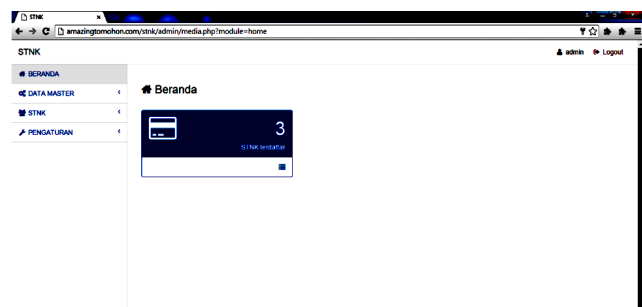 STNK
amazingtomohon.com/stnk/admin/media.php?module=home
STNK
admin
Logout
BERANDA
DATA MASTER
STNK
PENGATURAN
Beranda
3
STNK terdaftar